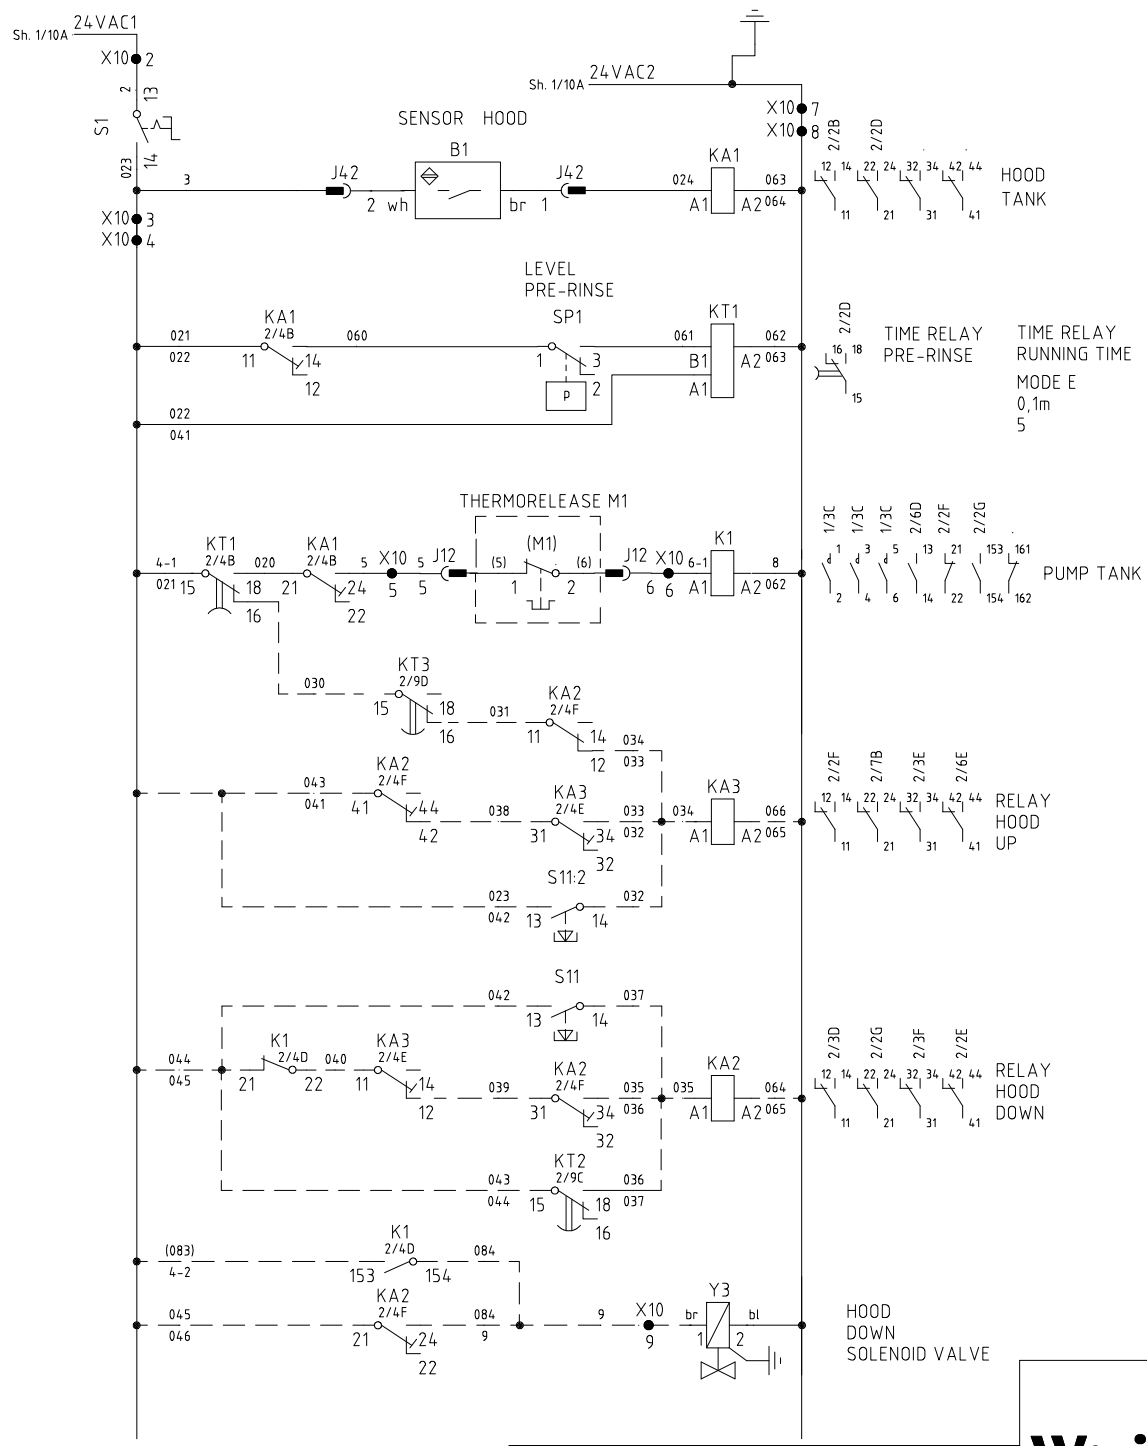 24VAC1
Sh. 1/10A
X10 2
2 13
S1
023 14
24VAC2
Sh. 1/10A
X10 7
X10 8
SENSOR HOOD
B1
3
J42
2 wh
br 1
J42
024
KA1
A1 A2
063
064
2/2B 2/2D
12 14 22 24 32 34 42 44
11 21 31 41
HOOD
TANK
X10 3
X10 4
LEVEL
PRE-RINSE
021
022
KA1
2/4B
11 14
12
060
SP1
1 3
2
p
061
KT1
B1 A2
A1
062
063
2/2D
16 18
15
TIME RELAY
PRE-RINSE
TIME RELAY
RUNNING TIME
MODE E
0,1m
5
022
041
THERMORELEASE M1
4-1
021
KT1
2/4B
15 18
16
020
KA1
2/4B
21 24
22
5
X10
5
5
5
J12
(5)
(M1)
1 2
(6)
J12
6
X10
6
6-1
K1
A1 A2
8
062
1/3C 1/3C 1/3C 2/6D 2/2F 2/2G
1 3 5 13 21 153 161
2 4 6 14 22 154 162
PUMP TANK
030
KT3
2/9D
15 18
16
031
KA2
2/4F
11 14
12
034
033
043
041
KA2
2/4F
41 44
42
038
KA3
2/4E
31 34
32
033
032
034
KA3
A1 A2
066
065
2/2F 2/7B 2/3E 2/6E
12 14 22 24 32 34 42 44
11 21 31 41
RELAY
HOOD
UP
S11:2
023
042
13 14
032
S11
042
13 14
037
044
045
K1
2/4D
21 22
040
KA3
2/4E
11 14
12
039
KA2
2/4F
31 34
32
035
036
035
KA2
A1 A2
064
065
2/3D 2/2G 2/3F 2/2E
12 14 22 24 32 34 42 44
11 21 31 41
RELAY
HOOD
DOWN
043
044
KT2
2/9C
15 18
16
036
037
(083)
4-2
K1
2/4D
153 154
084
045
046
KA2
2/4F
21 24
22
084
9
9
X10
9
br
Y3
1 2
bl
HOOD
DOWN
SOLENOID VALVE